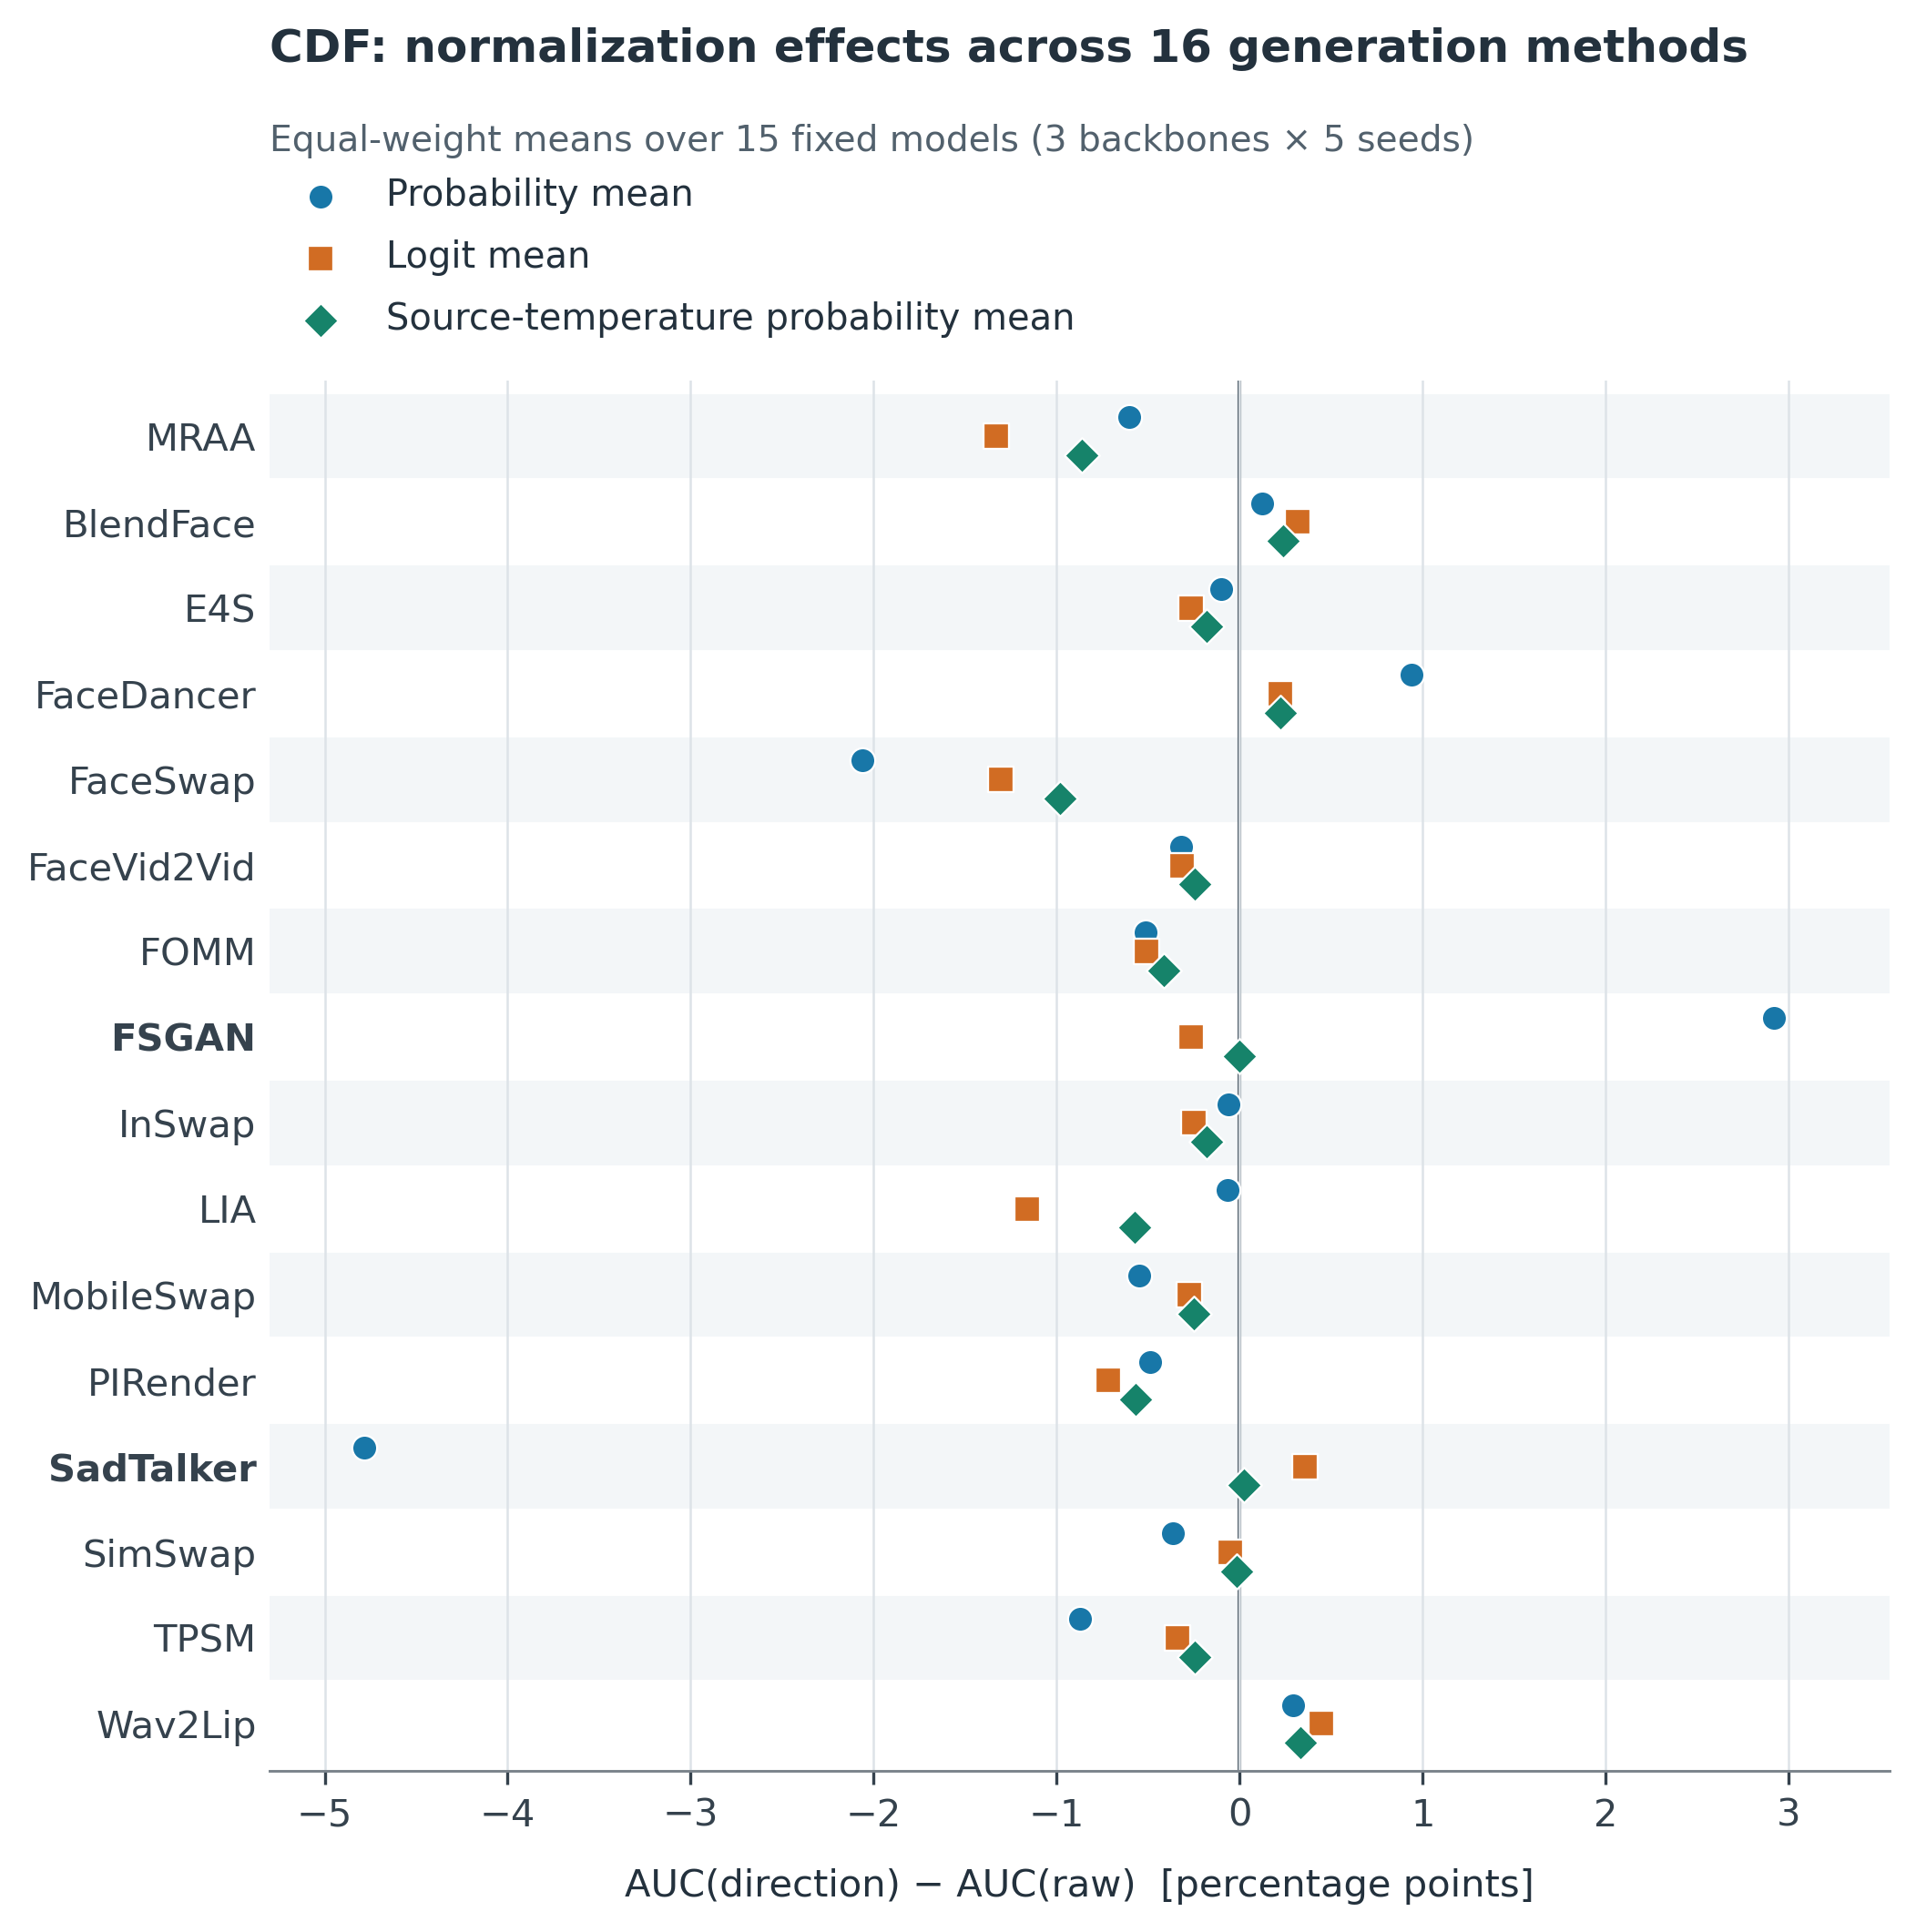 CDF: normalization effects across 16 generation methods
Equal-weight means over 15 fixed models (3 backbones × 5 seeds)
Probability mean
Logit mean
Source-temperature probability mean
MRAA
BlendFace
E4S
FaceDancer
FaceSwap
FaceVid2Vid
FOMM
FSGAN
InSwap
LIA
MobileSwap
PIRender
SadTalker
SimSwap
TPSM
Wav2Lip
−5 −4 −3 −2 −1 0 1 2 3
AUC(direction) − AUC(raw) [percentage points]